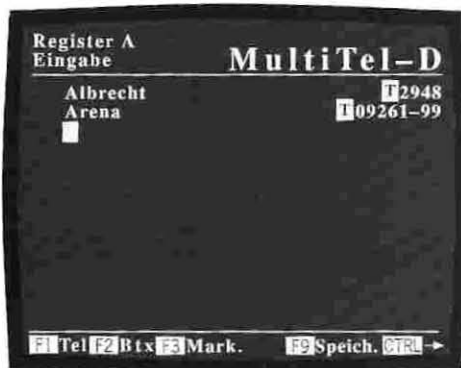 Register A
Eingabe
MultiTel-D
Albrecht T2948
Arena T09261-99
F1 Tel F2 Btx F3 Mark. F9 Speich. CTRL→